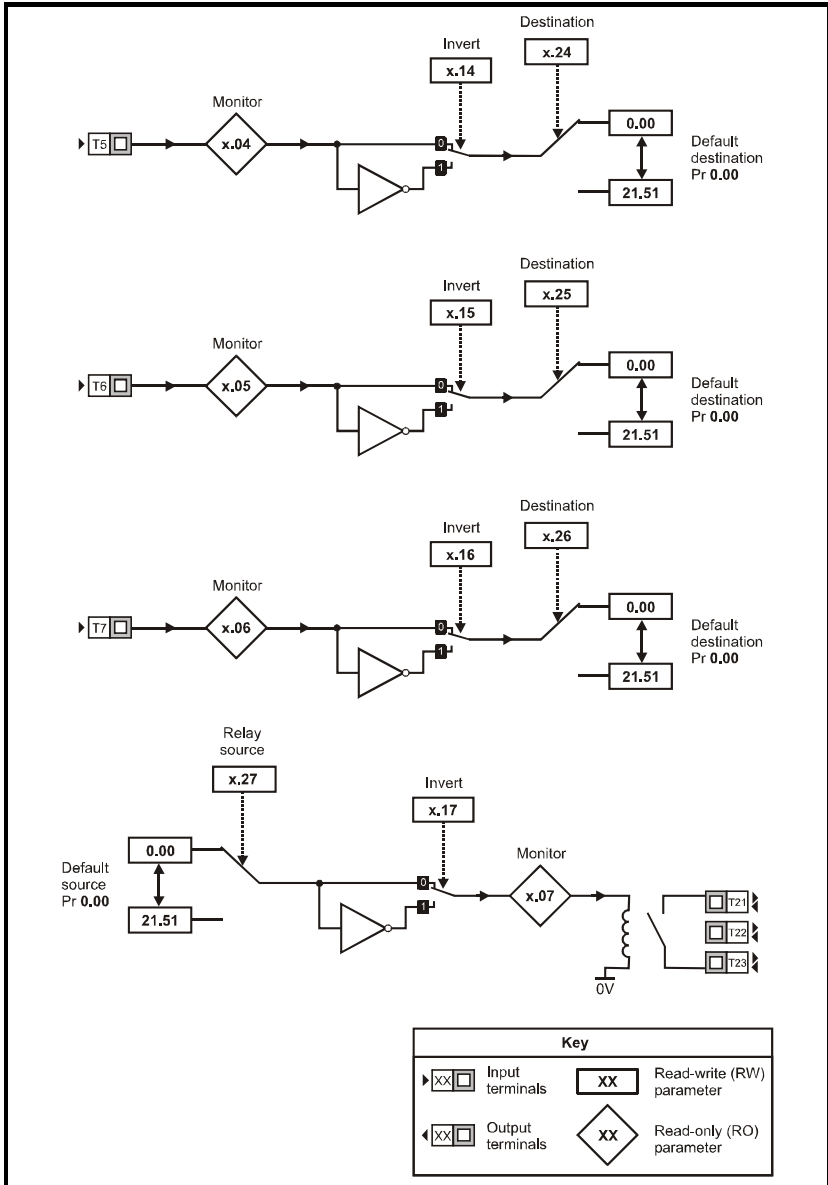 Destination
Invert
x.24
x.14
Monitor
0.00
T5
x.04
0
1
Default
destination
Pr 0.00
21.51
Destination
Invert
x.25
x.15
Monitor
0.00
T6
x.05
0
1
Default
destination
Pr 0.00
21.51
Destination
Invert
x.26
x.16
Monitor
0.00
T7
x.06
0
1
Default
destination
Pr 0.00
21.51
Relay
source
x.27
Invert
x.17
0.00
Monitor
Default
source
Pr 0.00
0
1
x.07
21.51
T21
T22
T23
0V
Key
XX Input
terminals
XX Read-write (RW)
parameter
XX Output
terminals
XX Read-only (RO)
parameter